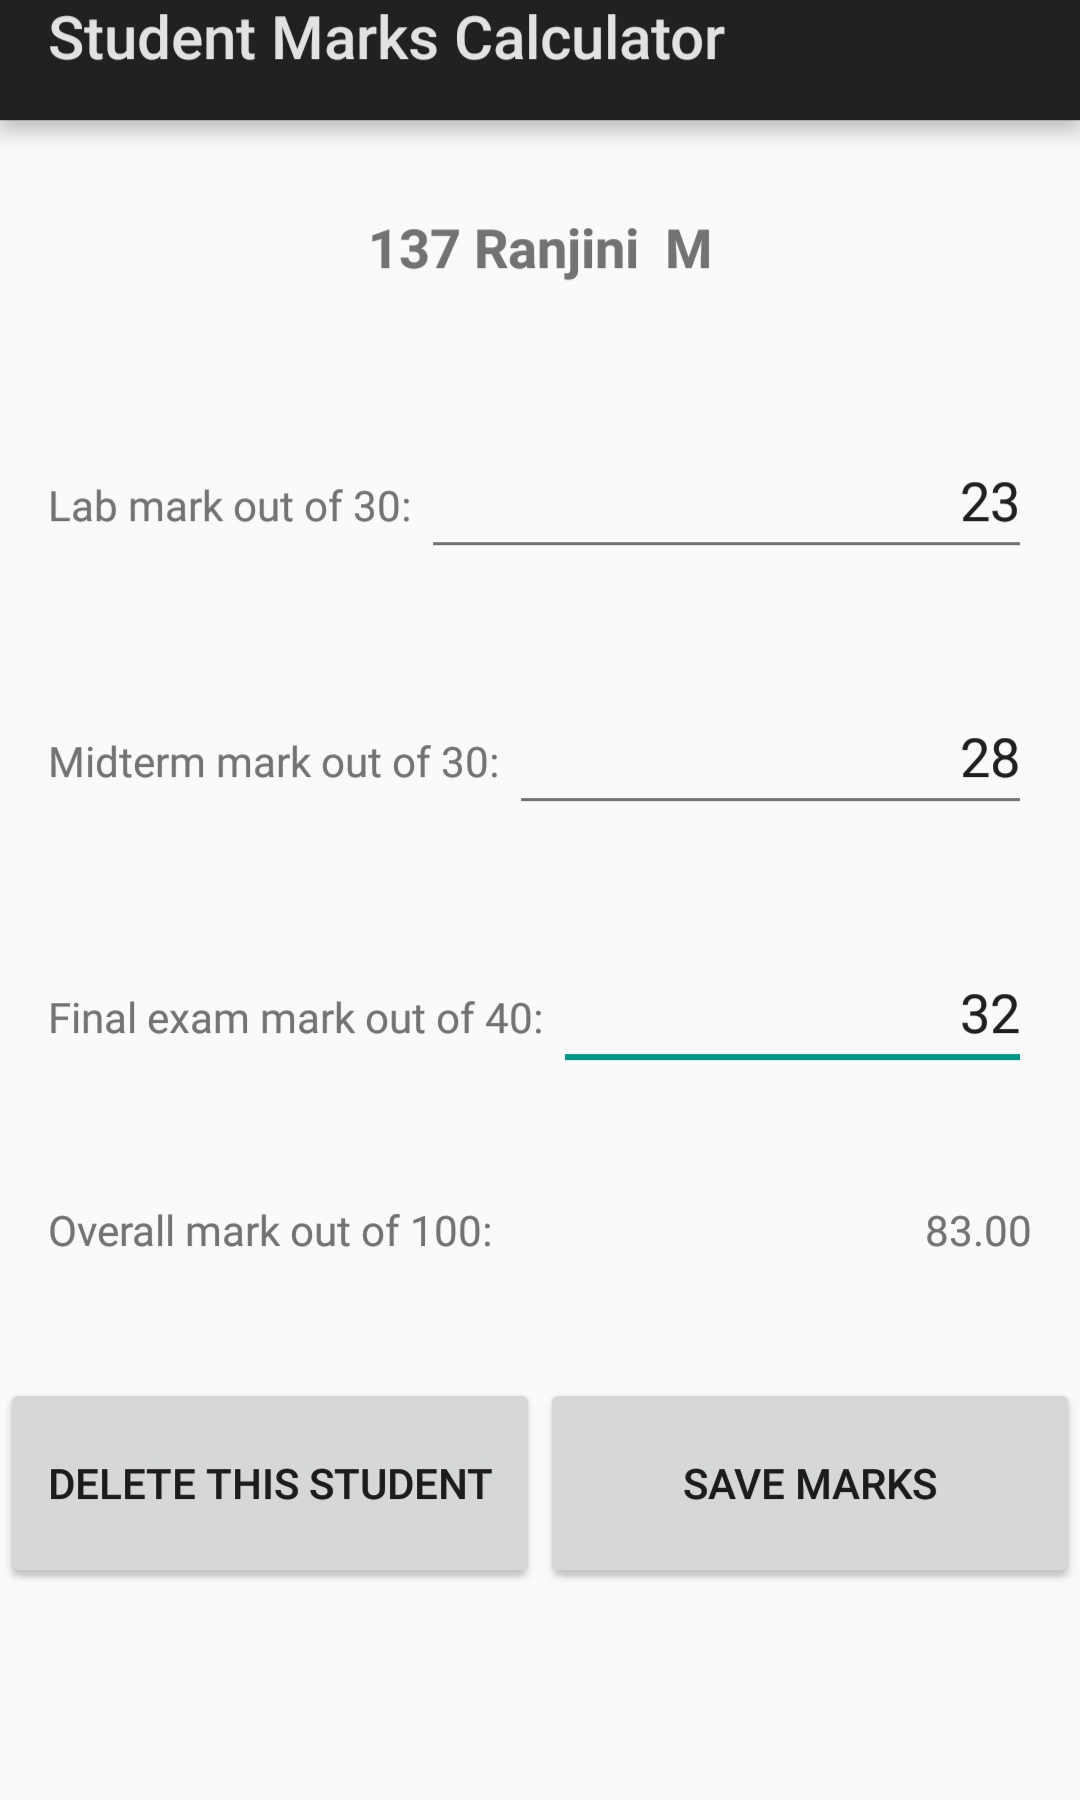 Student Marks Calculator
137 Ranjini  M
Lab mark out of 30: 23
Midterm mark out of 30: 28
Final exam mark out of 40: 32
Overall mark out of 100: 83.00
DELETE THIS STUDENT SAVE MARKS